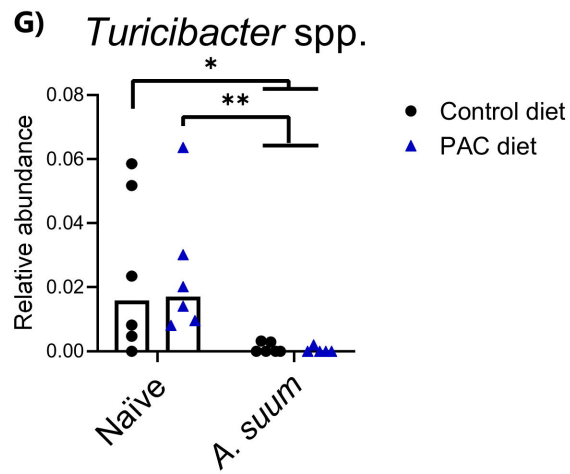 G) Turicibacter spp.
*
**
0.08
0.06
0.04
0.02
0.00
Relative abundance
Naïve
A. suum
Control diet
PAC diet